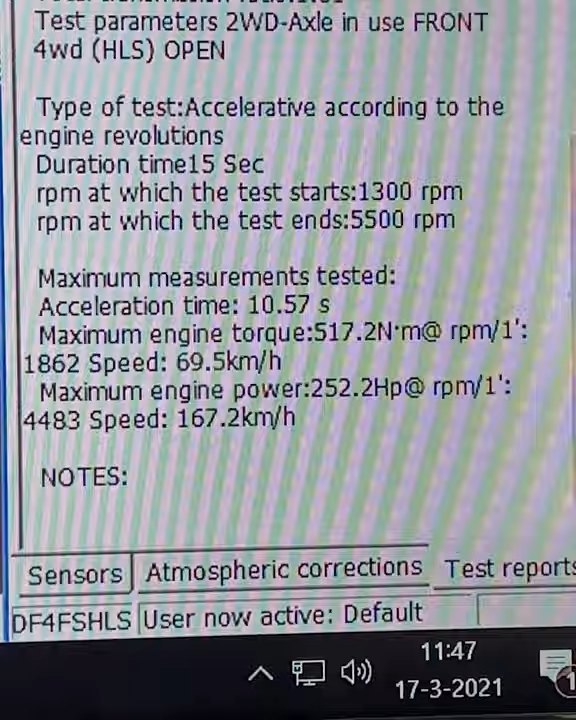 Test parameters 2WD-Axle in use FRONT
4wd (HLS) OPEN
Type of test:Accelerative according to the
engine revolutions
Duration time15 Sec
rpm at which the test starts:1300 rpm
rpm at which the test ends:5500 rpm
Maximum measurements tested:
Acceleration time: 10.57 s
Maximum engine torque:517.2N·m@ rpm/1':
1862 Speed: 69.5km/h
Maximum engine power:252.2Hp@ rpm/1':
4483 Speed: 167.2km/h
NOTES:
Sensors Atmospheric corrections Test reports
DF4FSHLS User now active: Default
11:47
17-3-2021
1